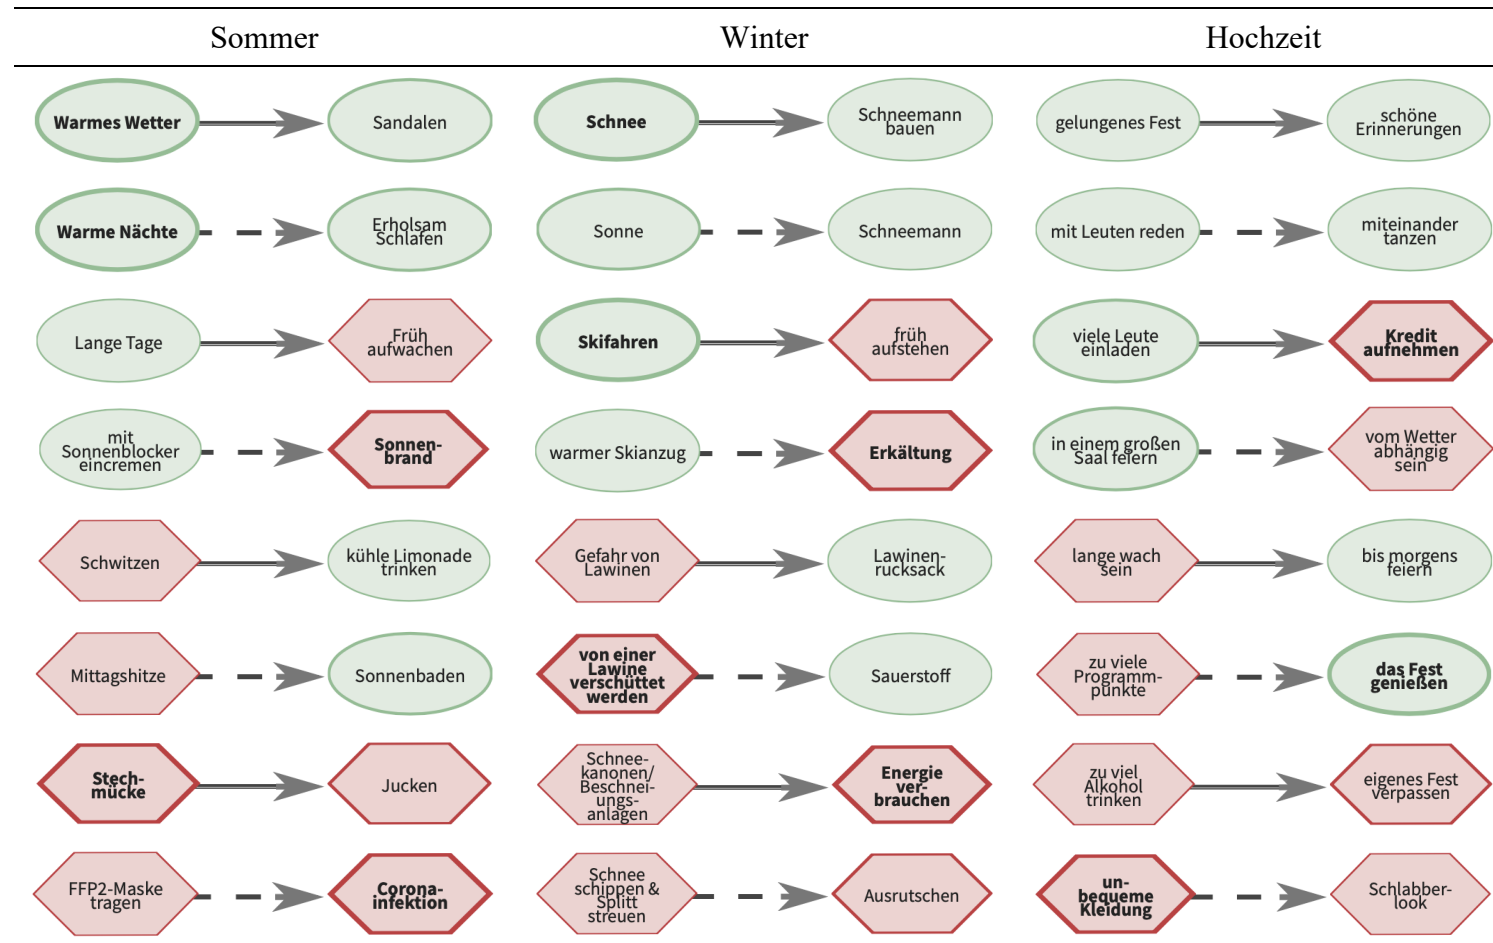 Sommer
Winter
Hochzeit
Warmes Wetter
Sandalen
Schnee
Schneemann
bauen
gelungenes Fest
schöne
Erinnerungen
Warme Nächte
Erholsam
Schlafen
Sonne
Schneemann
mit Leuten reden
miteinander
tanzen
Lange Tage
Früh
aufwachen
Skifahren
früh
aufstehen
viele Leute
einladen
Kredit
aufnehmen
mit
Sonnenblocker
eincremen
Sonnen-
brand
warmer Skianzug
Erkältung
in einem großen
Saal feiern
vom Wetter
abhängig
sein
Schwitzen
kühle Limonade
trinken
Gefahr von
Lawinen
Lawinen-
rucksack
lange wach
sein
bis morgens
feiern
Mittagshitze
Sonnenbaden
von einer
Lawine
verschüttet
werden
Sauerstoff
zu viele
Programm-
punkte
das Fest
genießen
Stech-
mücke
Jucken
Schnee-
kanonen/
Beschnei-
ungs-
anlagen
Energie
ver-
brauchen
zu viel
Alkohol
trinken
eigenes Fest
verpassen
FFP2-Maske
tragen
Corona-
infektion
Schnee
schippen &
Splitt
streuen
Ausrutschen
un-
bequeme
Kleidung
Schlabber-
look